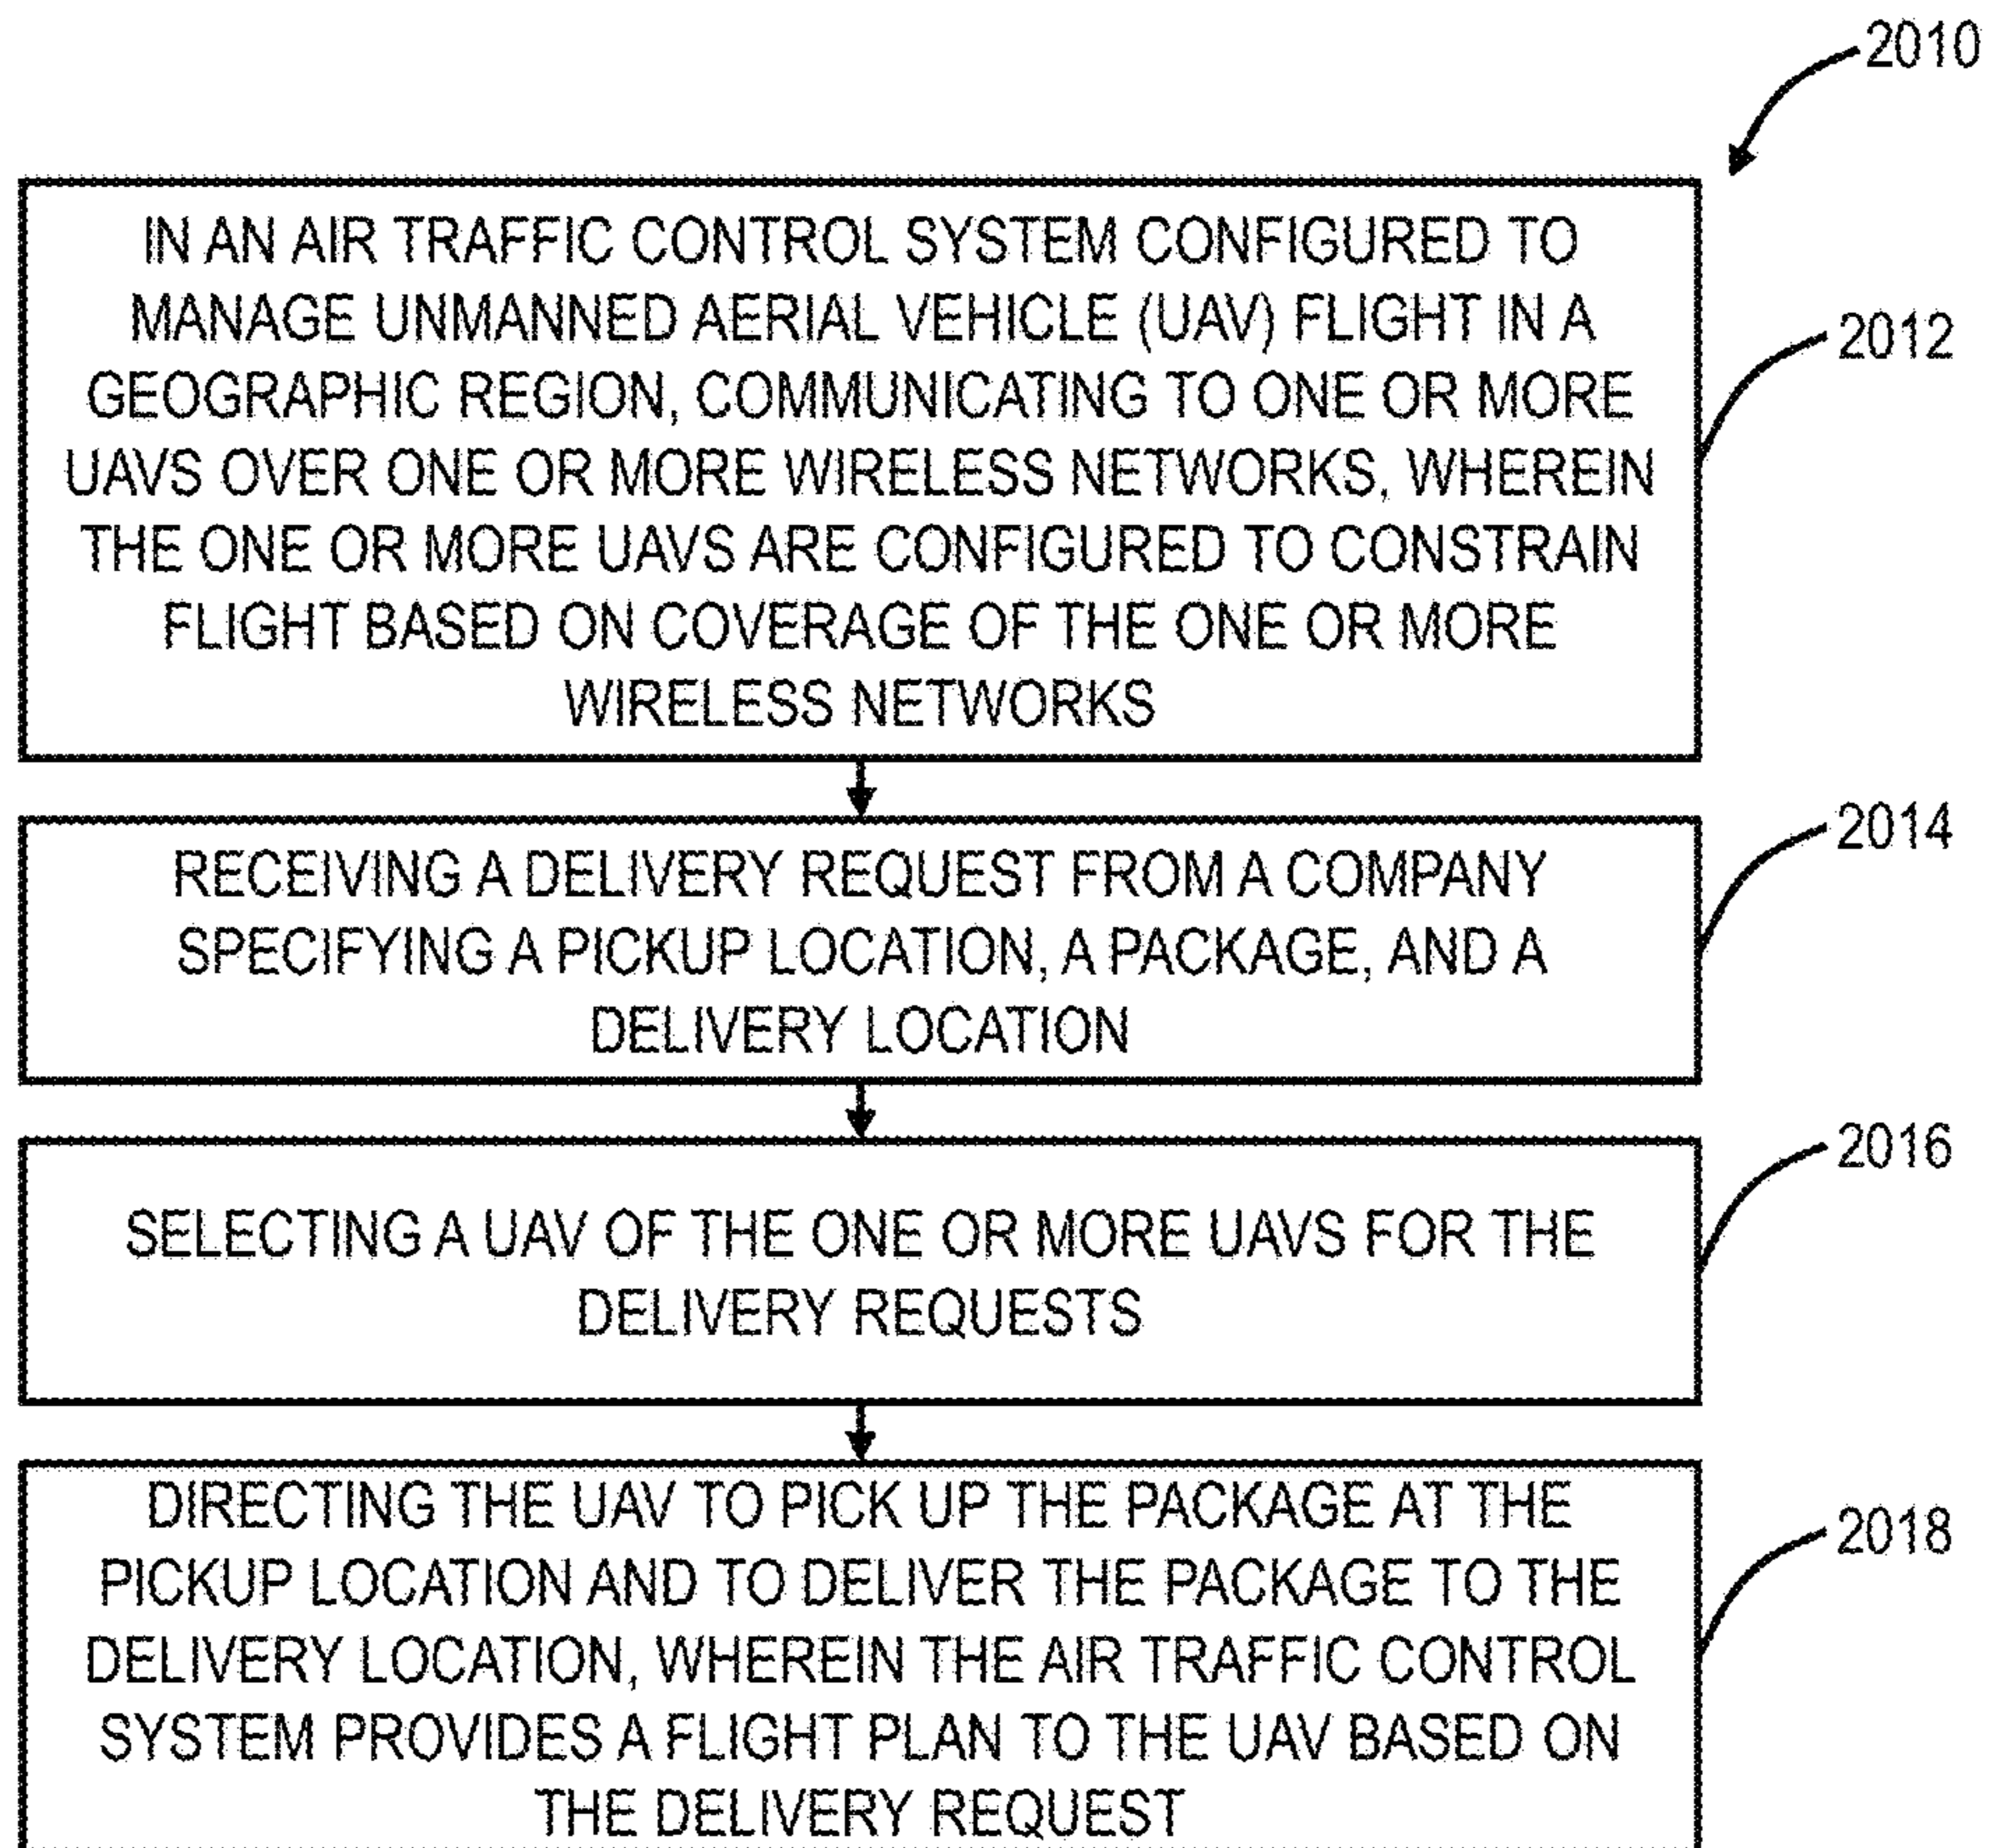 2010
IN AN AIR TRAFFIC CONTROL SYSTEM CONFIGURED TO
MANAGE UNMANNED AERIAL VEHICLE (UAV) FLIGHT IN A
GEOGRAPHIC REGION, COMMUNICATING TO ONE OR MORE
UAVS OVER ONE OR MORE WIRELESS NETWORKS, WHEREIN
THE ONE OR MORE UAVS ARE CONFIGURED TO CONSTRAIN
FLIGHT BASED ON COVERAGE OF THE ONE OR MORE
WIRELESS NETWORKS
2012
RECEIVING A DELIVERY REQUEST FROM A COMPANY
SPECIFYING A PICKUP LOCATION, A PACKAGE, AND A
DELIVERY LOCATION
2014
SELECTING A UAV OF THE ONE OR MORE UAVS FOR THE
DELIVERY REQUESTS
2016
DIRECTING THE UAV TO PICK UP THE PACKAGE AT THE
PICKUP LOCATION AND TO DELIVER THE PACKAGE TO THE
DELIVERY LOCATION, WHEREIN THE AIR TRAFFIC CONTROL
SYSTEM PROVIDES A FLIGHT PLAN TO THE UAV BASED ON
THE DELIVERY REQUEST
2018